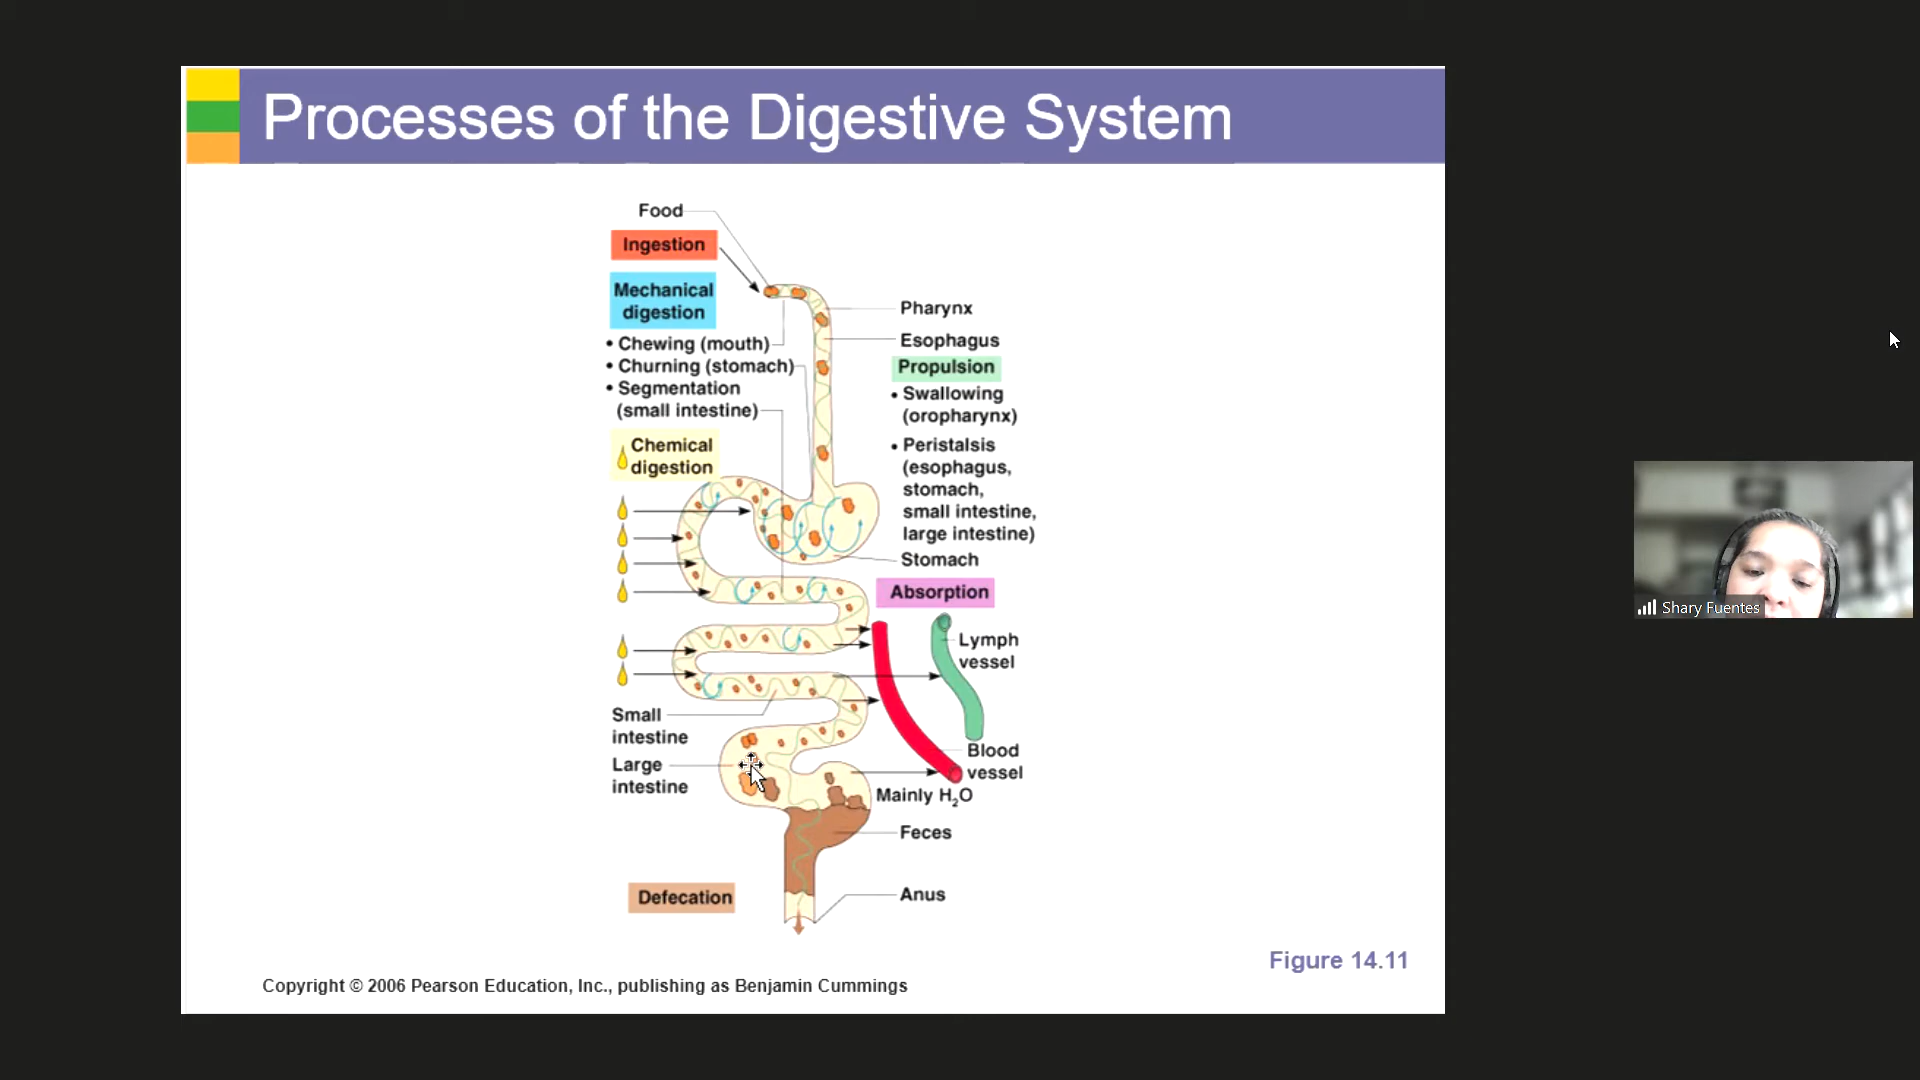 Processes of the Digestive System
Food
Ingestion
Mechanical
digestion
• Chewing (mouth)
• Churning (stomach)
• Segmentation
(small intestine)
Chemical
digestion
Pharynx
Esophagus
Propulsion
• Swallowing
(oropharynx)
• Peristalsis
(esophagus,
stomach,
small intestine,
large intestine)
Stomach
Absorption
Lymph
vessel
Small
intestine
Large
intestine
Blood
vessel
Mainly H₂O
Feces
Defecation
Anus
Figure 14.11
Copyright © 2006 Pearson Education, Inc., publishing as Benjamin Cummings
Shary Fuentes